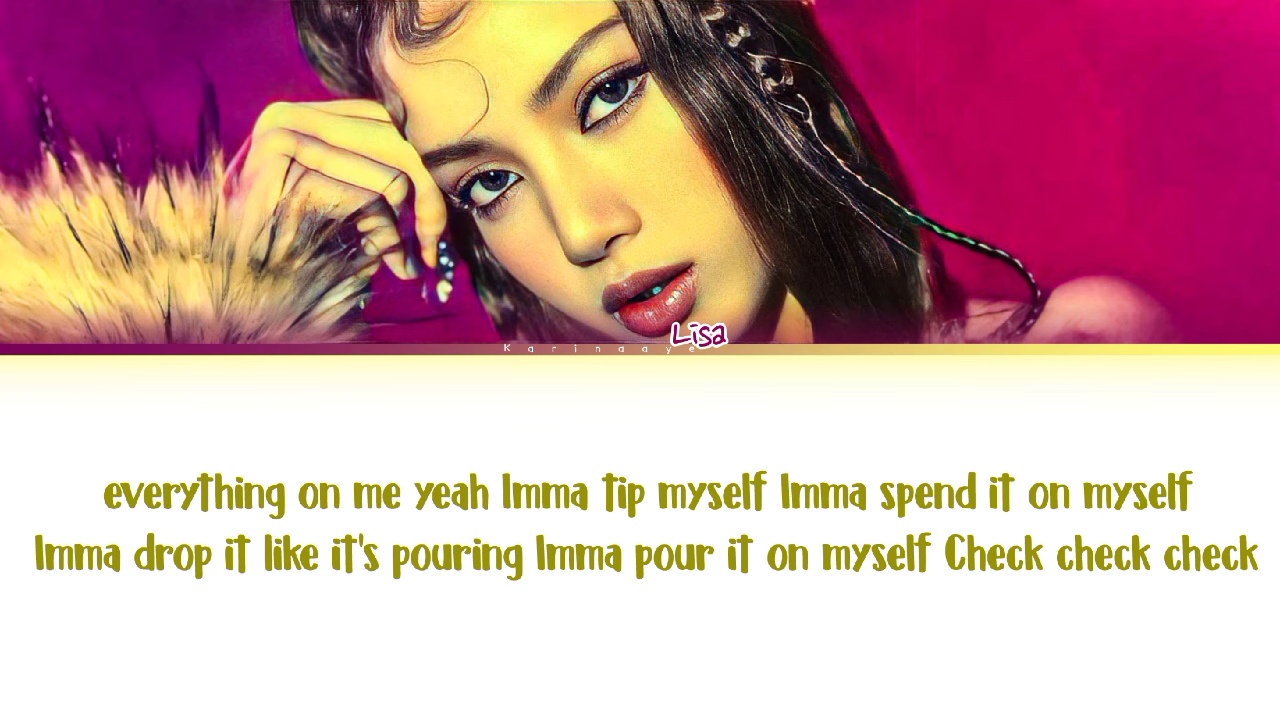 Lisa
Karinaaye
everything on me yeah Imma tip myself Imma spend it on myself
Imma drop it like it's pouring Imma pour it on myself Check check check